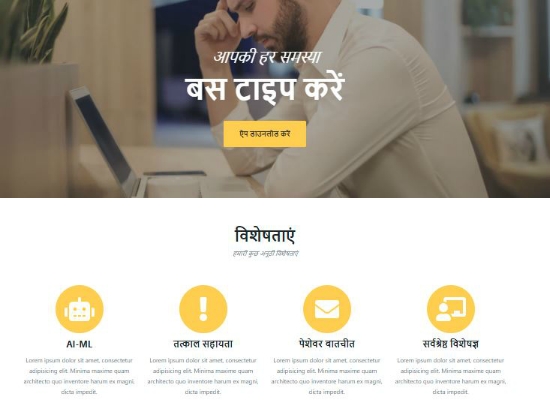 आपकी हर समस्या
बस टाइप करें
ऐप डाउनलोड करें
विशेषताएं
हमारी कुछ अनूठी विशेषताएं
AI-ML
Lorem ipsum dolor sit amet, consectetur
adipisicing elit. Minima maxime quam
architecto quo inventore harum ex magni,
dicta impedit.
तत्काल सहायता
Lorem ipsum dolor sit amet, consectetur
adipisicing elit. Minima maxime quam
architecto quo inventore harum ex magni,
dicta impedit.
पेशेवर बातचीत
Lorem ipsum dolor sit amet, consectetur
adipisicing elit. Minima maxime quam
architecto quo inventore harum ex magni,
dicta impedit.
सर्वश्रेष्ठ विशेषज्ञ
Lorem ipsum dolor sit amet, consectetur
adipisicing elit. Minima maxime quam
architecto quo inventore harum ex magni,
dicta impedit.